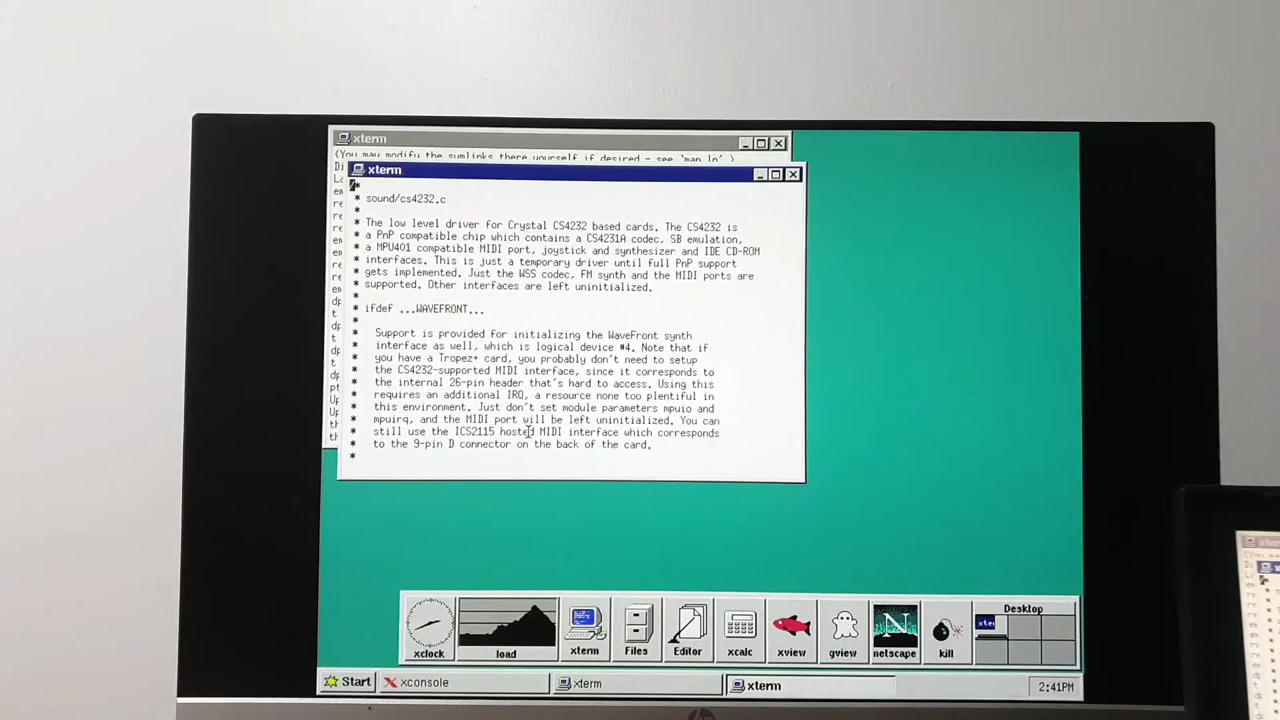 xterm
(You may modify the symlinks there yourself if desired - see `man ln'.)
xterm
/*
* sound/cs4232.c
*
* The low level driver for Crystal CS4232 based cards. The CS4232 is
* a PnP compatible chip which contains a CS4231A codec, SB emulation,
* a MPU401 compatible MIDI port, joystick and synthesizer and IDE CD-ROM
* interfaces. This is just a temporary driver until full PnP support
* gets implemented. Just the WSS codec, FM synth and the MIDI ports are
* supported. Other interfaces are left uninitialized.
*
* ifdef ...WAVEFRONT...
*
* Support is provided for initializing the WaveFront synth
* interface as well, which is logical device #4. Note that if
* you have a Tropez+ card, you probably don't need to setup
* the CS4232-supported MIDI interface, since it corresponds to
* the internal 26-pin header that's hard to access. Using this
* requires an additional IRQ, a resource none too plentiful in
* this environment. Just don't set module parameters mpuio and
* mpuirq, and the MIDI port will be left uninitialized. You can
* still use the ICS2115 hosted MIDI interface which corresponds
* to the 9-pin D connector on the back of the card.
*
Desktop
xter
xclock
load
xterm
Files
Editor
xcalc
xview
gview
N
netscape
kill
Start
xconsole
xterm
xterm
2:41PM